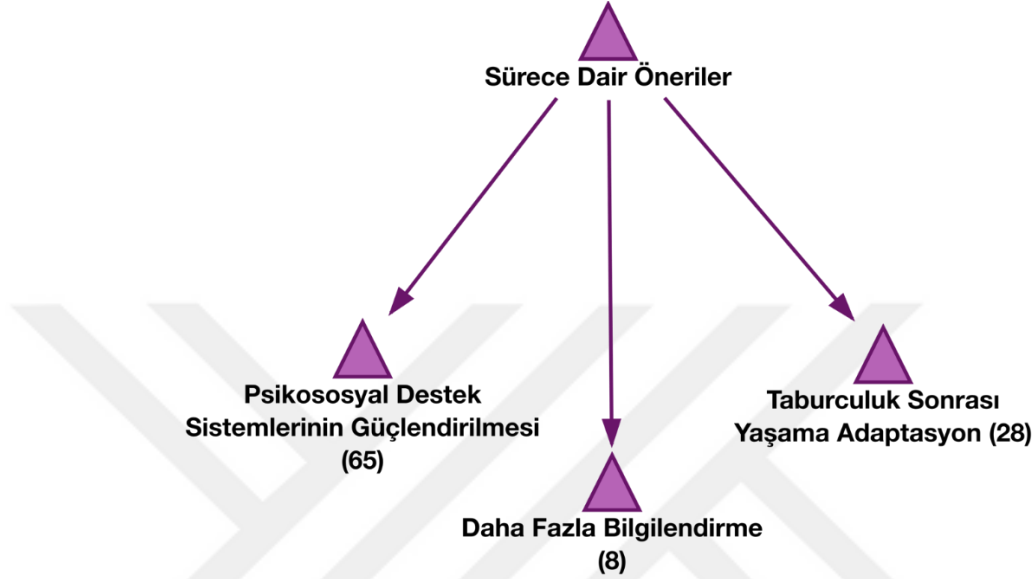 Sürece Dair Öneriler
Psikososyal Destek
Sistemlerinin Güçlendirilmesi
(65)
Taburculuk Sonrası
Yaşama Adaptasyon (28)
Daha Fazla Bilgilendirme
(8)